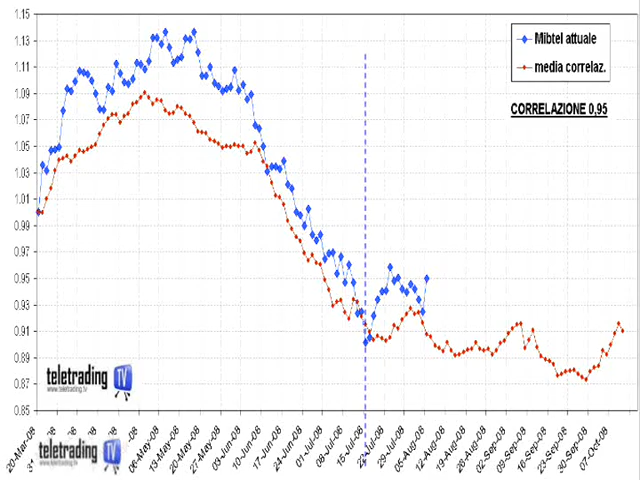 1.15
1.13
1.11
1.09
1.07
1.05
1.03
1.01
0.99
0.97
0.95
0.93
0.91
0.89
0.87
0.85
Mibtel attuale
media correlaz.
CORRELAZIONE 0,95
teletrading TV
www.teletrading.tv
20-Mar-08
31
06-May-08
13-May-08
20-May-08
27-May-08
03-Jun-08
10-Jun-08
17-Jun-08
24-Jun-08
01-Jul-08
08-Jul-08
15-Jul-08
22-Jul-08
29-Jul-08
05-Aug-08
12-Aug-08
19-Aug-08
26-Aug-08
02-Sep-08
09-Sep-08
16-Sep-08
23-Sep-08
30-Sep-08
07-Oct-08
teletrading TV
www.teletrading.tv